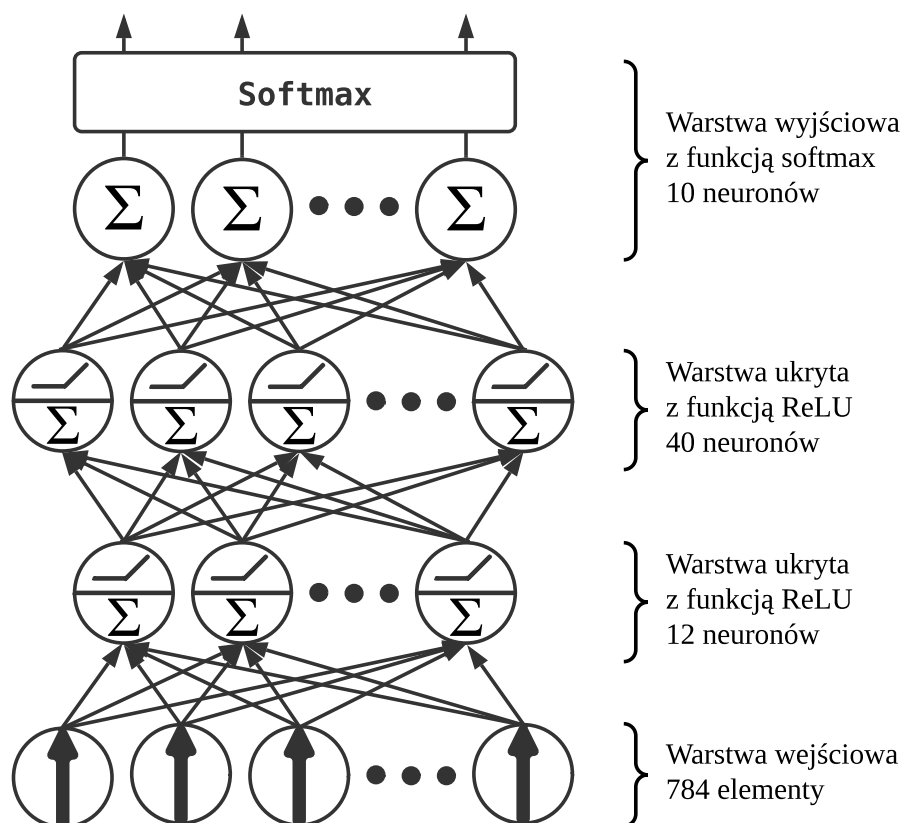 Softmax
Warstwa wyjściowa
z funkcją softmax
10 neuronów
Σ Σ Σ
Warstwa ukryta
z funkcją ReLU
40 neuronów
Σ Σ Σ Σ
Warstwa ukryta
z funkcją ReLU
12 neuronów
Σ Σ Σ
Warstwa wejściowa
784 elementy